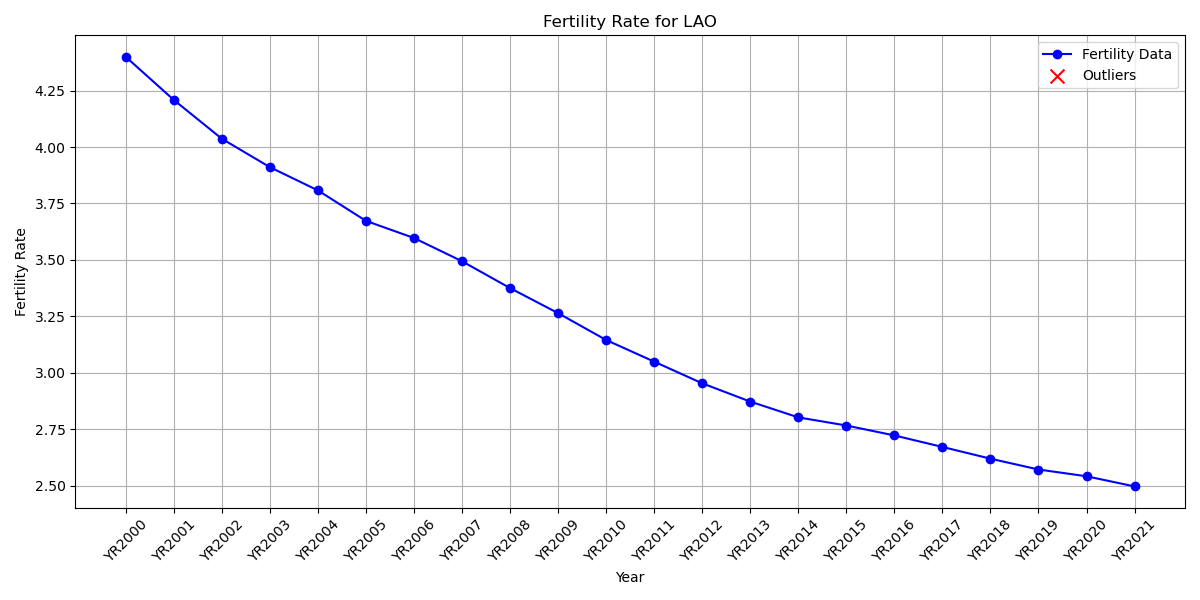 Fertility Rate for LAO
Fertility Data
Outliers
Fertility Rate
4.25
4.00
3.75
3.50
3.25
3.00
2.75
2.50
YR2000
YR2001
YR2002
YR2003
YR2004
YR2005
YR2006
YR2007
YR2008
YR2009
YR2010
YR2011
YR2012
YR2013
YR2014
YR2015
YR2016
YR2017
YR2018
YR2019
YR2020
YR2021
Year